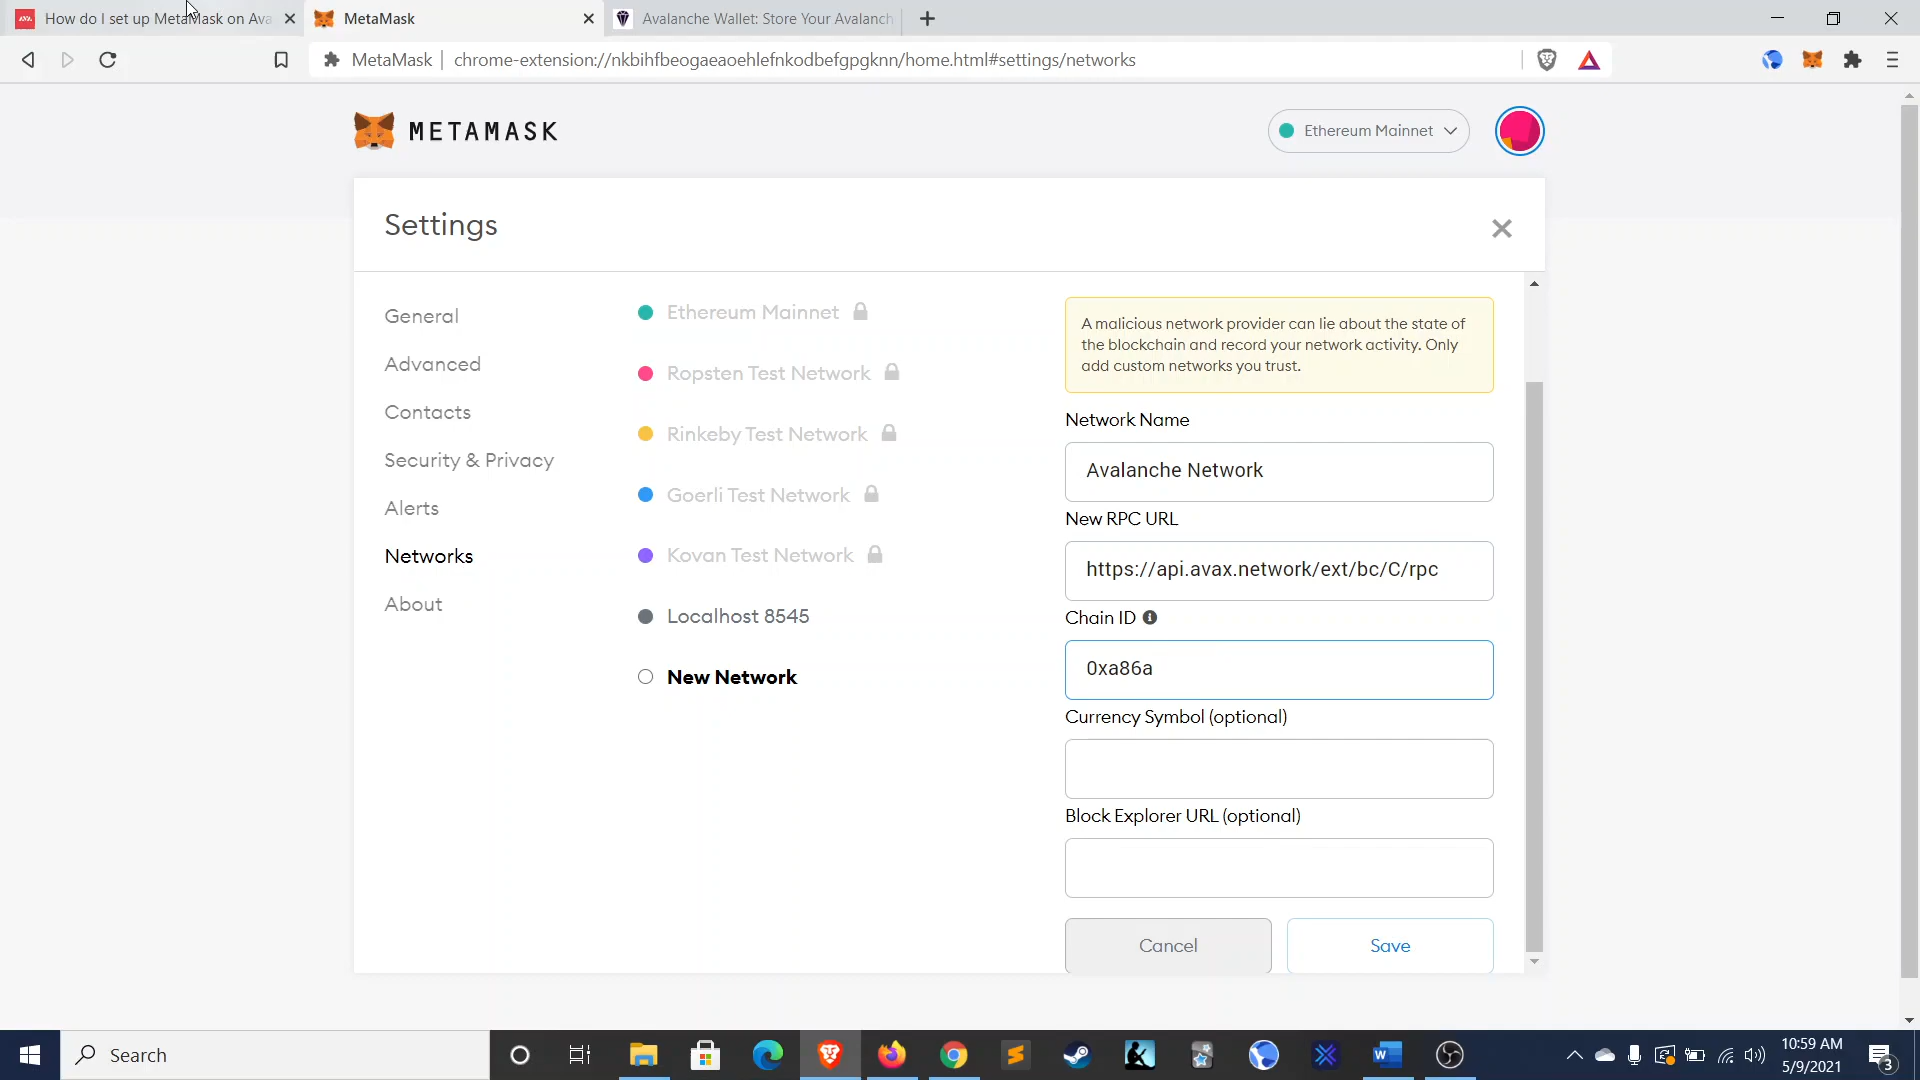 How do I set up MetaMask on Ava
MetaMask
Avalanche Wallet: Store Your Avalanch
MetaMask
chrome-extension://nkbihfbeogaeaoehlefnkodbefgpgknn/home.html#settings/networks
METAMASK
Ethereum Mainnet
Settings
General
Advanced
Contacts
Security & Privacy
Alerts
Networks
About
Ethereum Mainnet
Ropsten Test Network
Rinkeby Test Network
Goerli Test Network
Kovan Test Network
Localhost 8545
New Network
A malicious network provider can lie about the state of
the blockchain and record your network activity. Only
add custom networks you trust.
Network Name
Avalanche Network
New RPC URL
https://api.avax.network/ext/bc/C/rpc
Chain ID
0xa86a
Currency Symbol (optional)
Block Explorer URL (optional)
Cancel
Save
Search
10:59 AM
5/9/2021
3